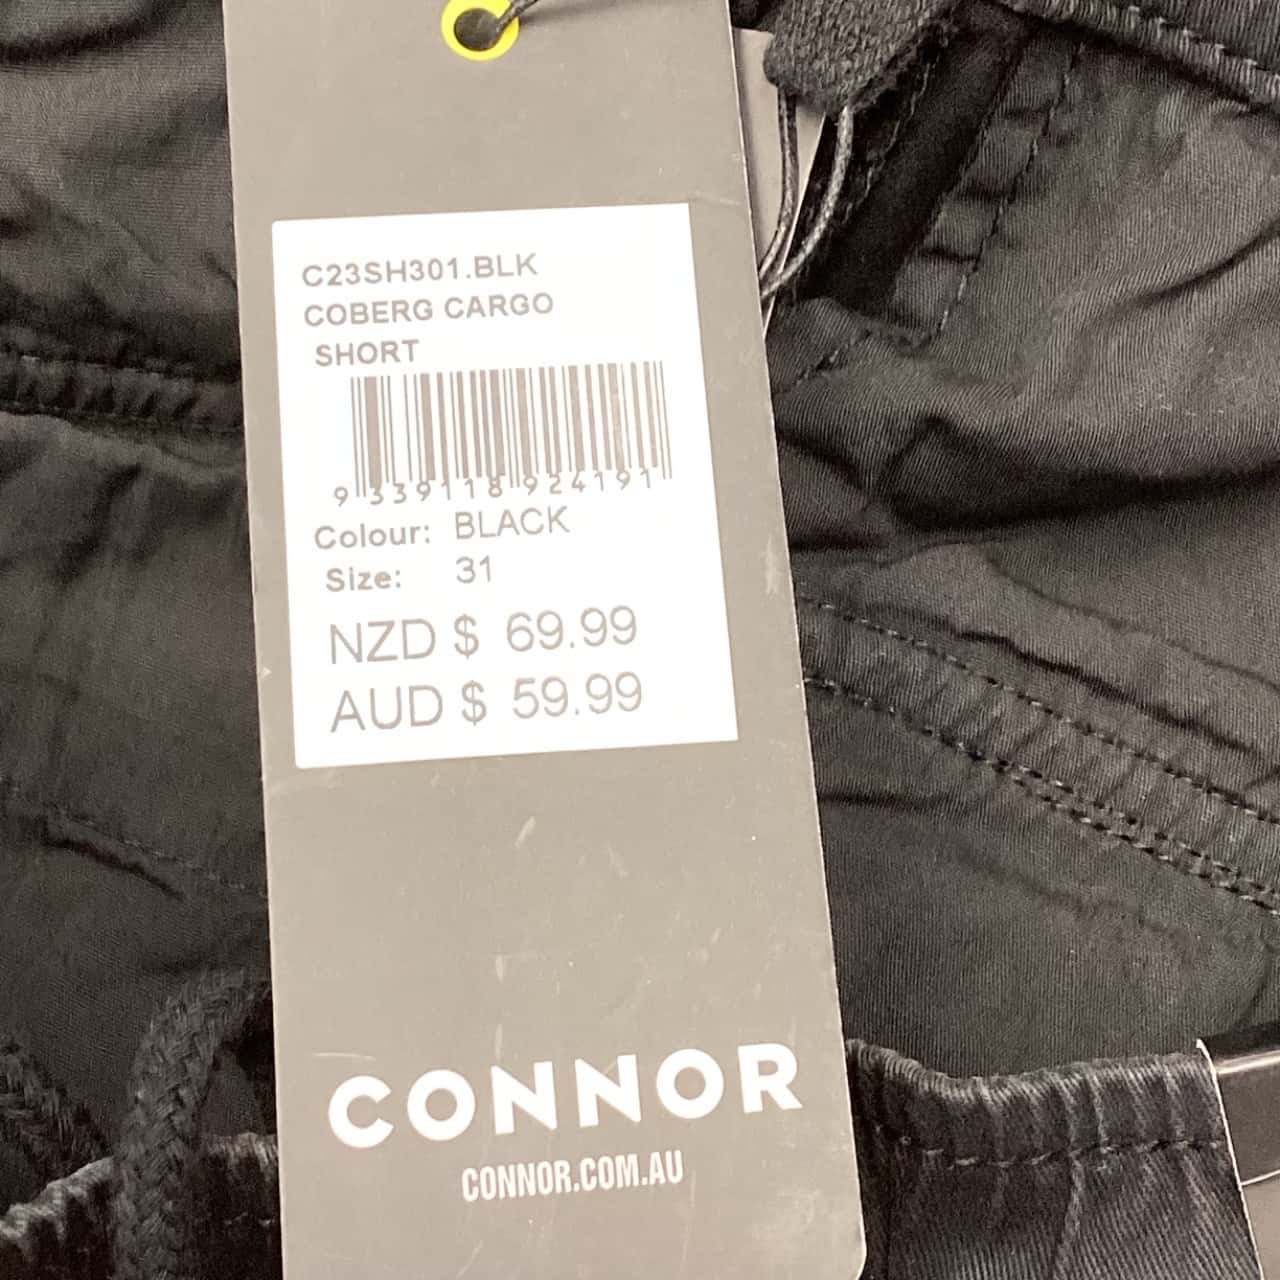 C23SH301.BLK
COBERG CARGO
SHORT
9 339118 924191
Colour: BLACK
Size: 31
NZD $ 69.99
AUD $ 59.99
CONNOR
CONNOR.COM.AU